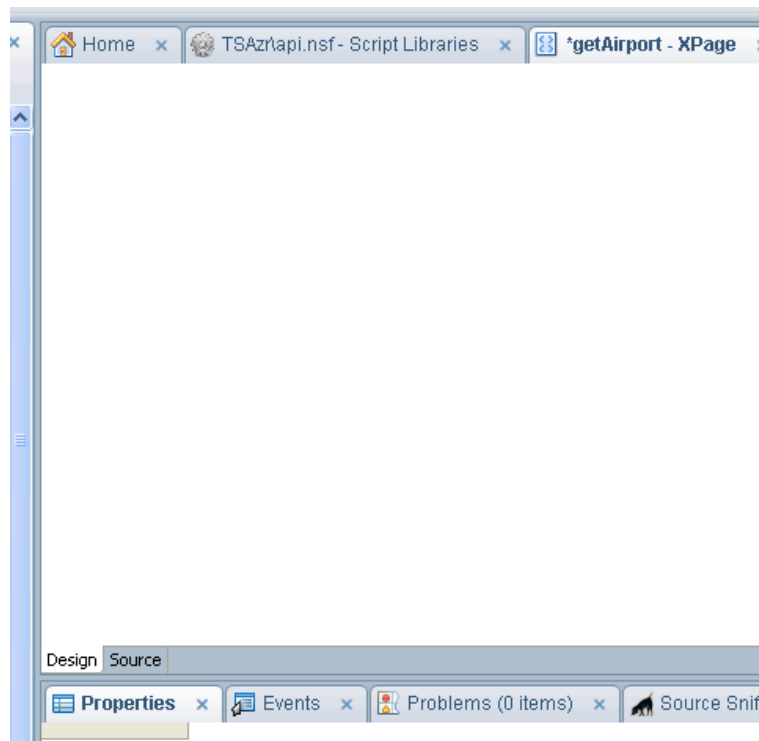 Home TSAzr\api.nsf - Script Libraries *getAirport - XPage
Design Source
Properties Events Problems (0 items) Source Snif